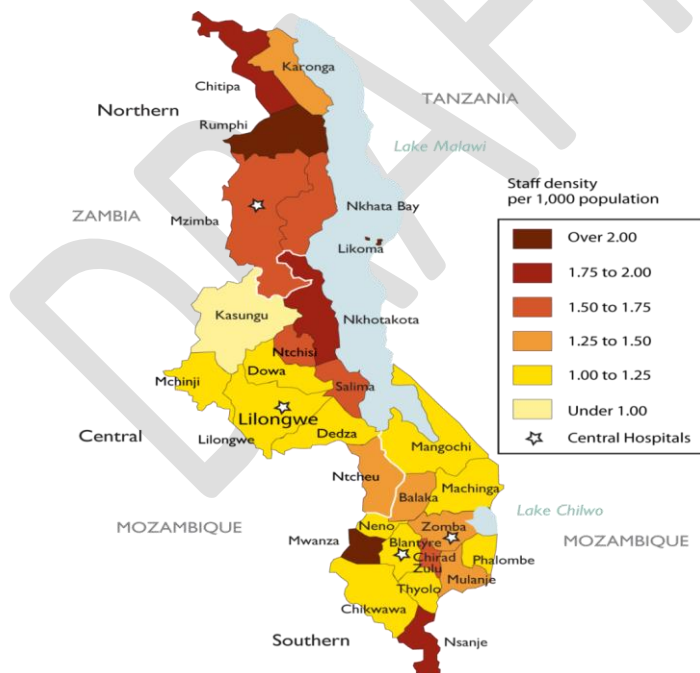 Karonga
TANZANIA
Chitipa
Northern
Rumphi
Lake Malawi
Staff density
per 1,000 population
Nkhata Bay
ZAMBIA
Mzimba
Over 2.00
Likoma
1.75 to 2.00
1.50 to 1.75
Kasungu
Nkhotakota
1.25 to 1.50
Ntchisi
Dowa
Mchinji
1.00 to 1.25
Salima
Under 1.00
Lilongwe
Central
Lilongwe
Dedza
Central Hospitals
Mangochi
Ntcheu
Machinga
Balaka
Lake Chilwo
MOZAMBIQUE
Neno
Zomba
Mwanza
Blantyre
MOZAMBIQUE
Chirad
Zulu
Phalombe
Mulanje
Thyolo
Chikwawa
Southern
Nsanje
DRAFT